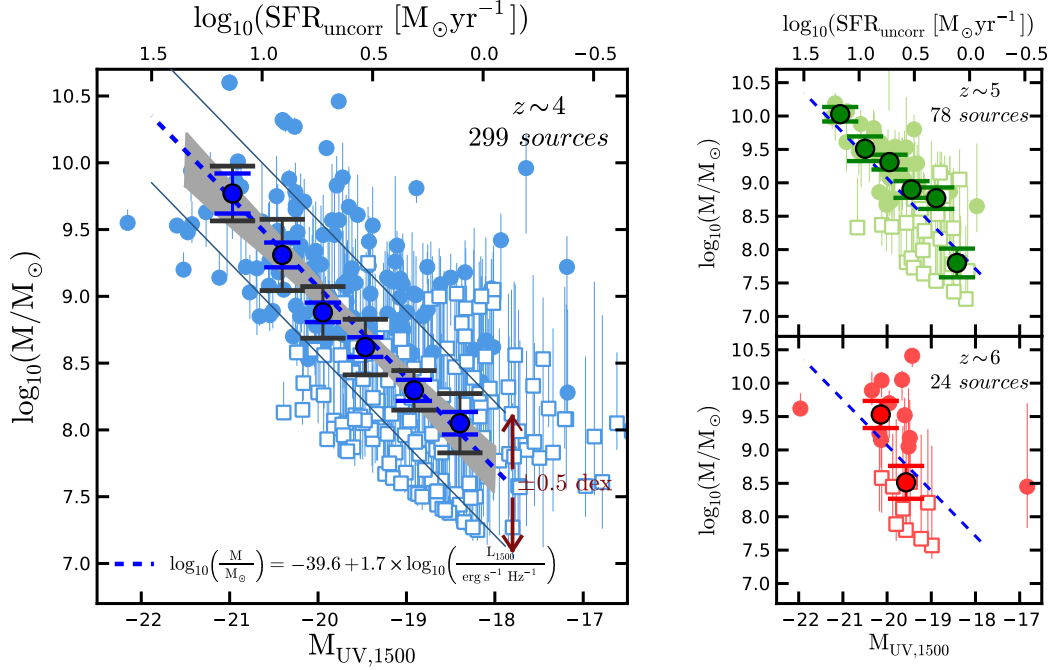 log₁₀(SFR_uncorr [M⊙yr⁻¹])
1.5 1.0 0.5 0.0 −0.5
10.5
10.0
9.5
9.0
8.5
8.0
7.5
7.0
log₁₀(M/M⊙)
z~4
299 sources
±0.5 dex
log₁₀(M/M⊙) = −39.6+1.7 × log₁₀(L₁₅₀₀/erg s⁻¹ Hz⁻¹)
−22 −21 −20 −19 −18 −17
M_UV,1500
log₁₀(SFR_uncorr [M⊙yr⁻¹])
1.5 1.0 0.5 0.0 −0.5
10.5
10.0
9.5
9.0
8.5
8.0
7.5
7.0
log₁₀(M/M⊙)
z~5
78 sources
10.5
10.0
9.5
9.0
8.5
8.0
7.5
7.0
log₁₀(M/M⊙)
z~6
24 sources
−22 −21 −20 −19 −18 −17
M_UV,1500